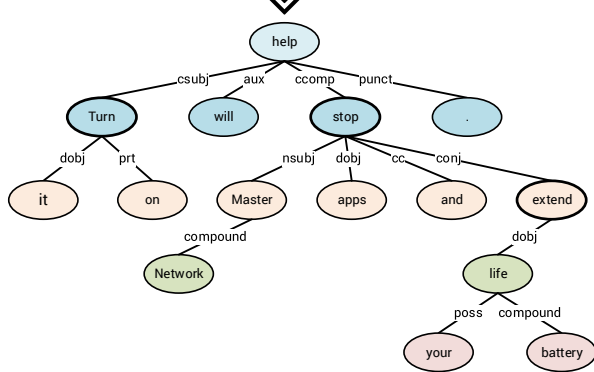 help
csubj aux ccomp punct
Turn will stop .
dobj prt nsubj dobj cc conj
it on Master apps and extend
compound dobj
Network life
poss compound
your battery